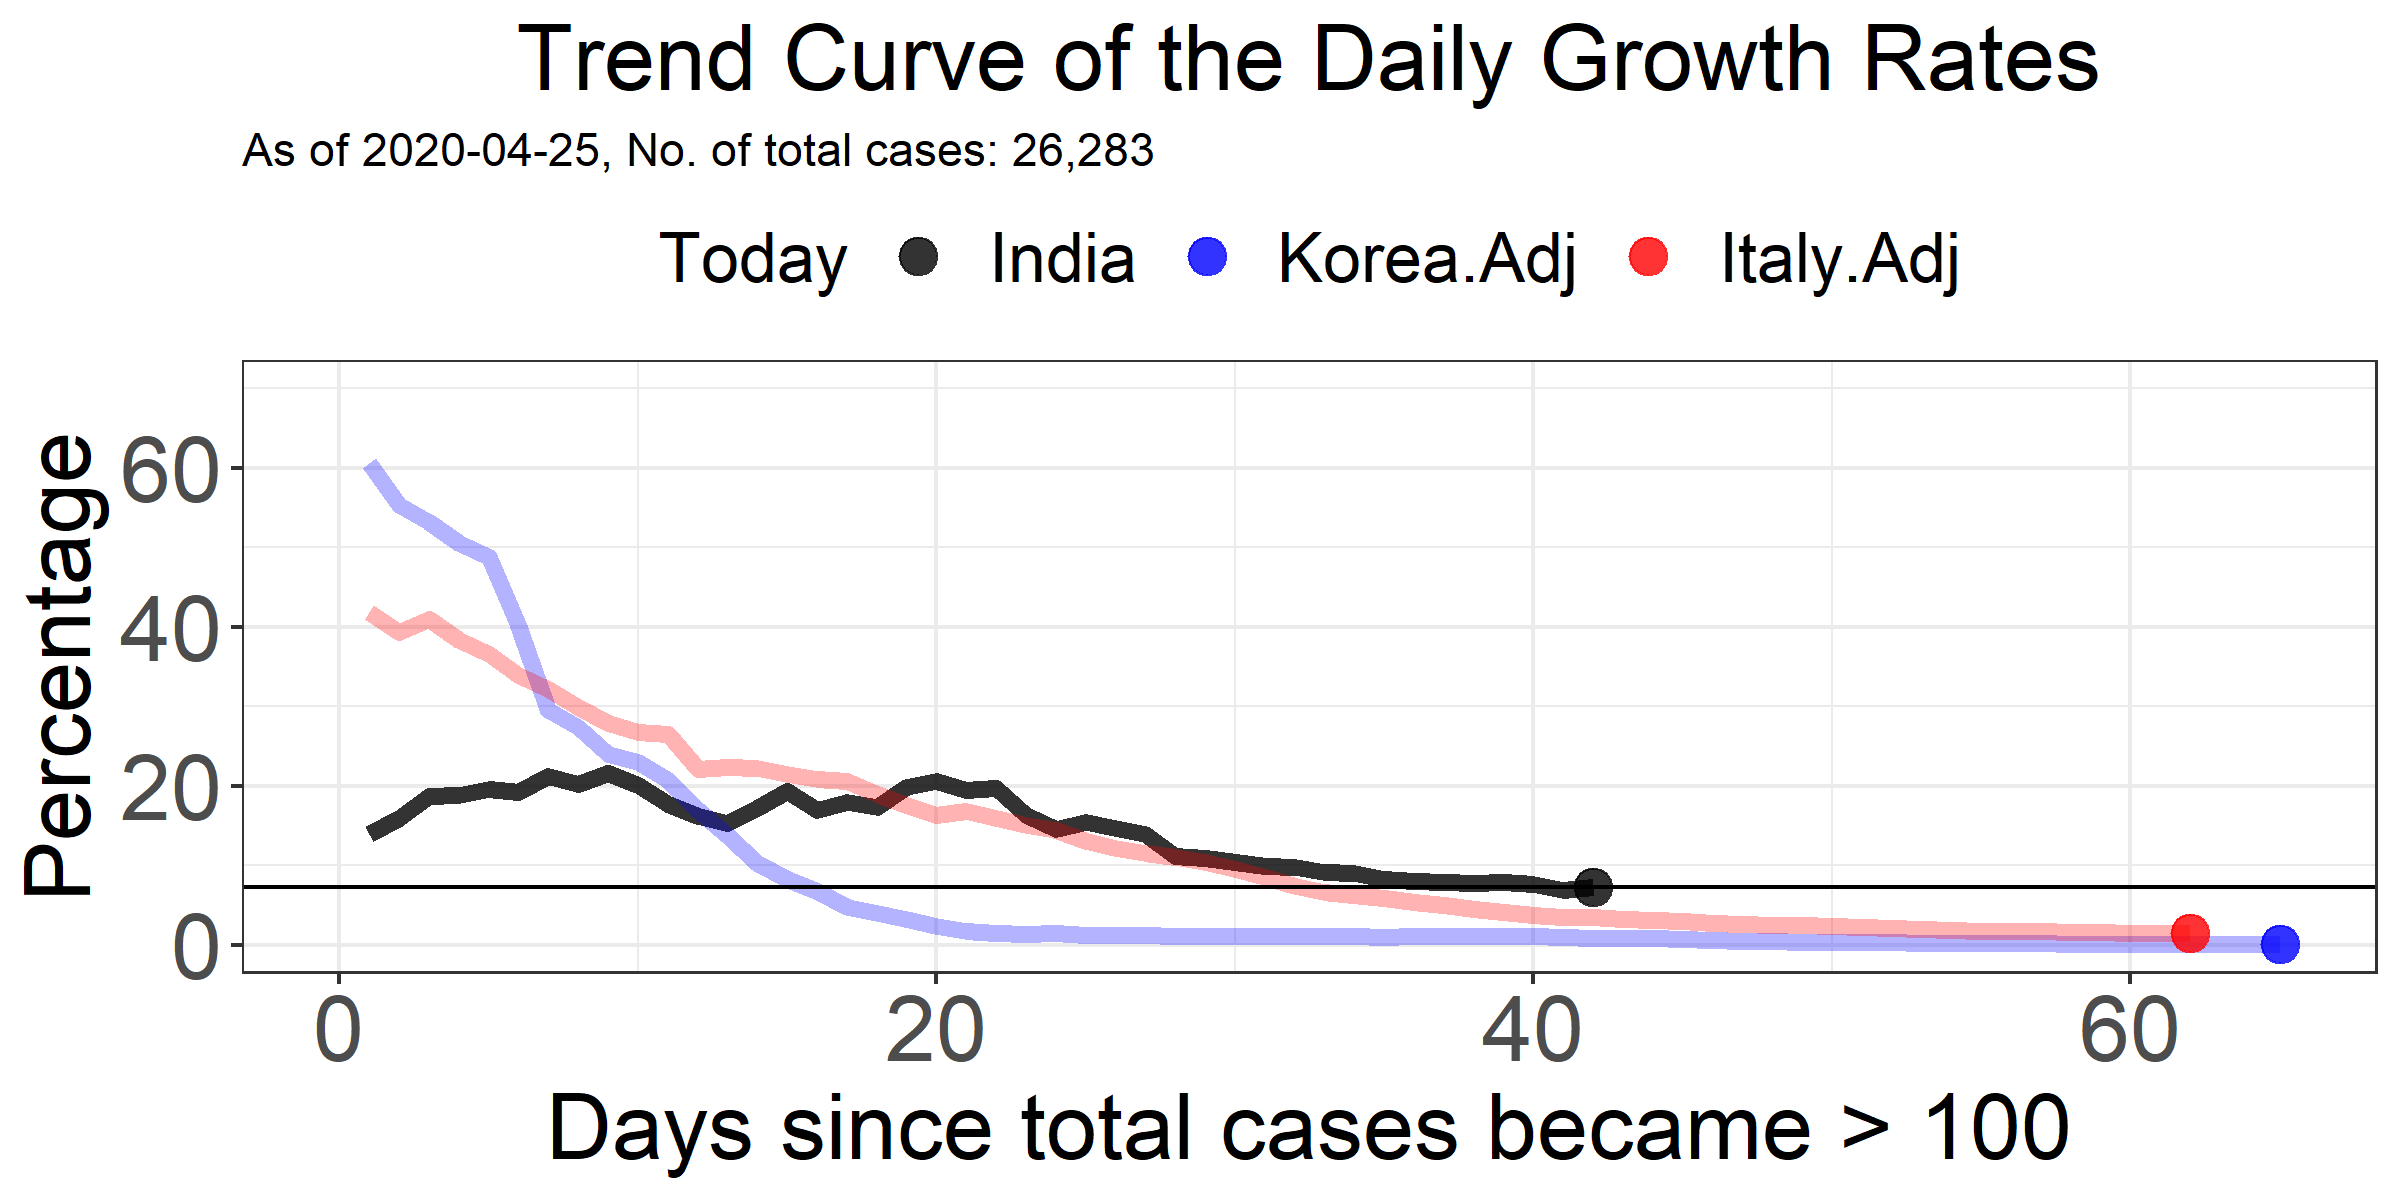 Trend Curve of the Daily Growth Rates
As of 2020-04-25, No. of total cases: 26,283
Today India Korea.Adj Italy.Adj
Percentage
60
40
20
0
0 20 40 60
Days since total cases became > 100